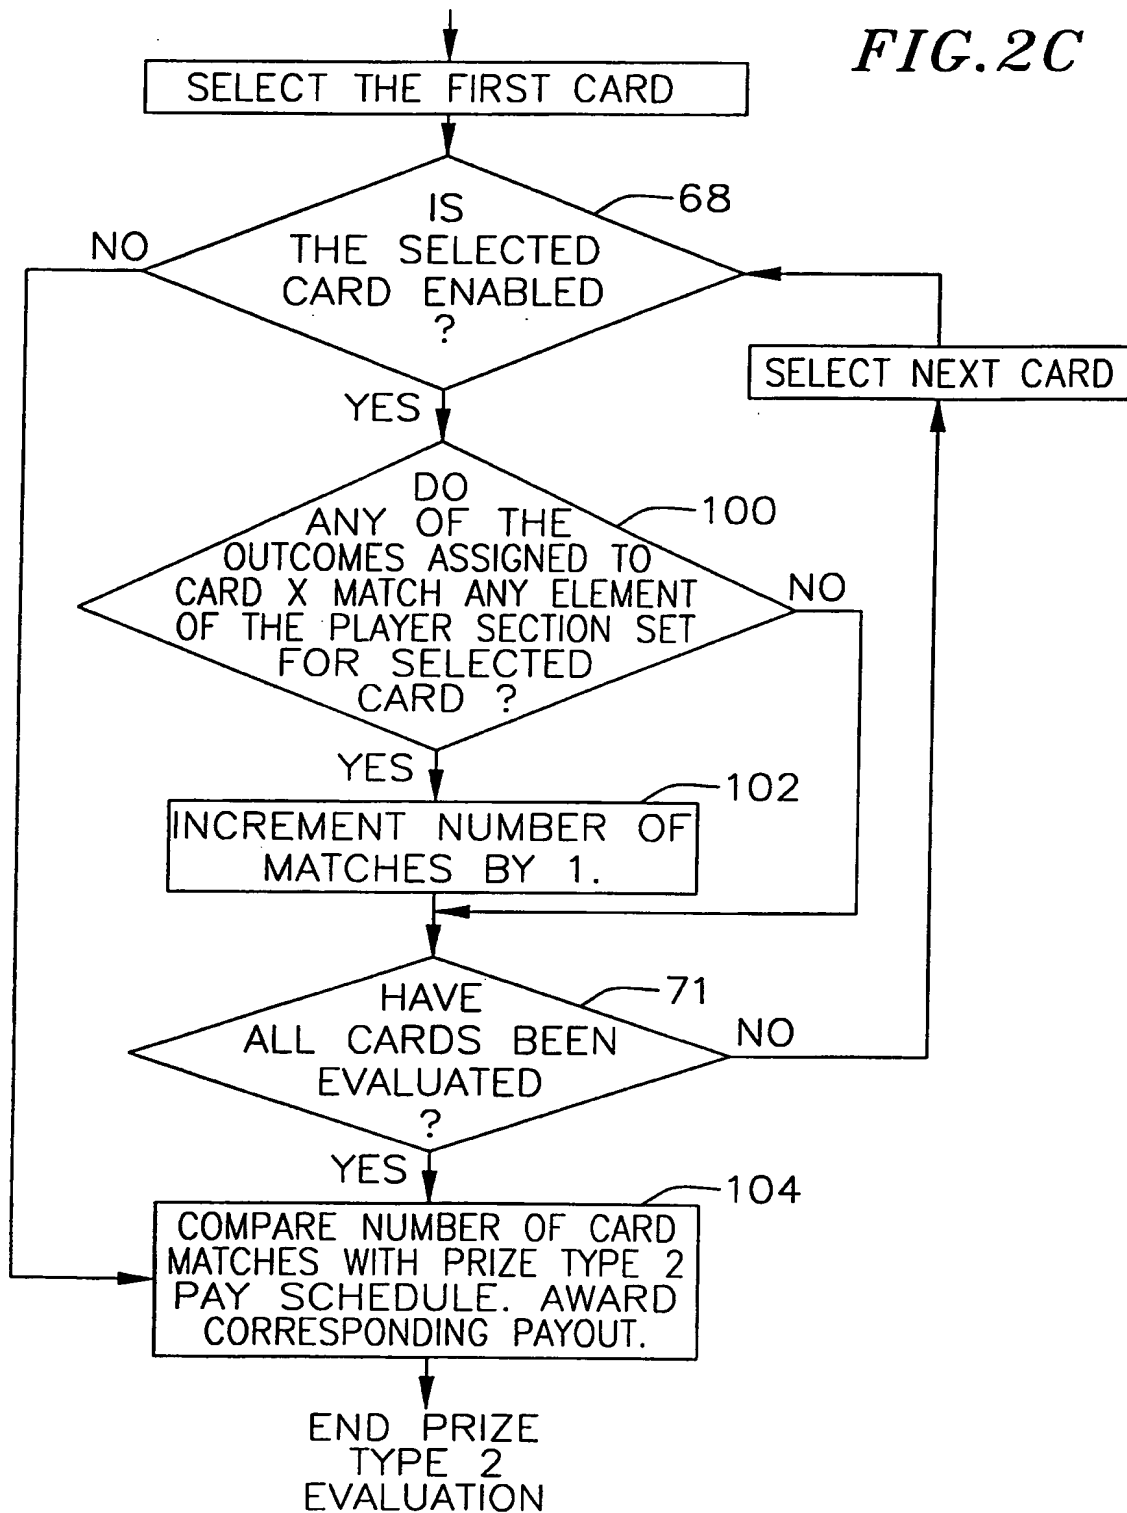 FIG.2C
SELECT THE FIRST CARD
68
IS
THE SELECTED
CARD ENABLED
?
NO
YES
SELECT NEXT CARD
100
DO
ANY OF THE
OUTCOMES ASSIGNED TO
CARD X MATCH ANY ELEMENT
OF THE PLAYER SECTION SET
FOR SELECTED
CARD ?
NO
YES
102
INCREMENT NUMBER OF
MATCHES BY 1.
71
HAVE
ALL CARDS BEEN
EVALUATED
?
NO
YES
104
COMPARE NUMBER OF CARD
MATCHES WITH PRIZE TYPE 2
PAY SCHEDULE. AWARD
CORRESPONDING PAYOUT.
END PRIZE
TYPE 2
EVALUATION